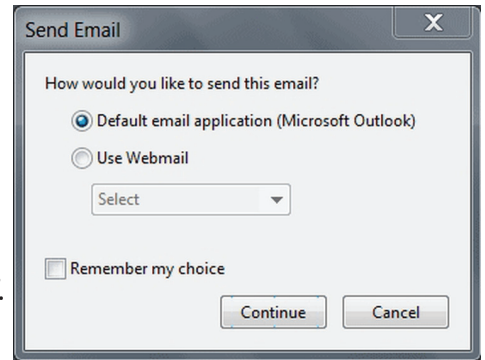 Send Email
X
How would you like to send this email?
Default email application (Microsoft Outlook)
Use Webmail
Select
Remember my choice
Continue Cancel